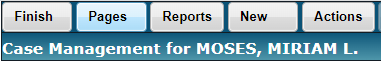 Finish Pages Reports New Actions
Case Management for MOSES, MIRIAM L.